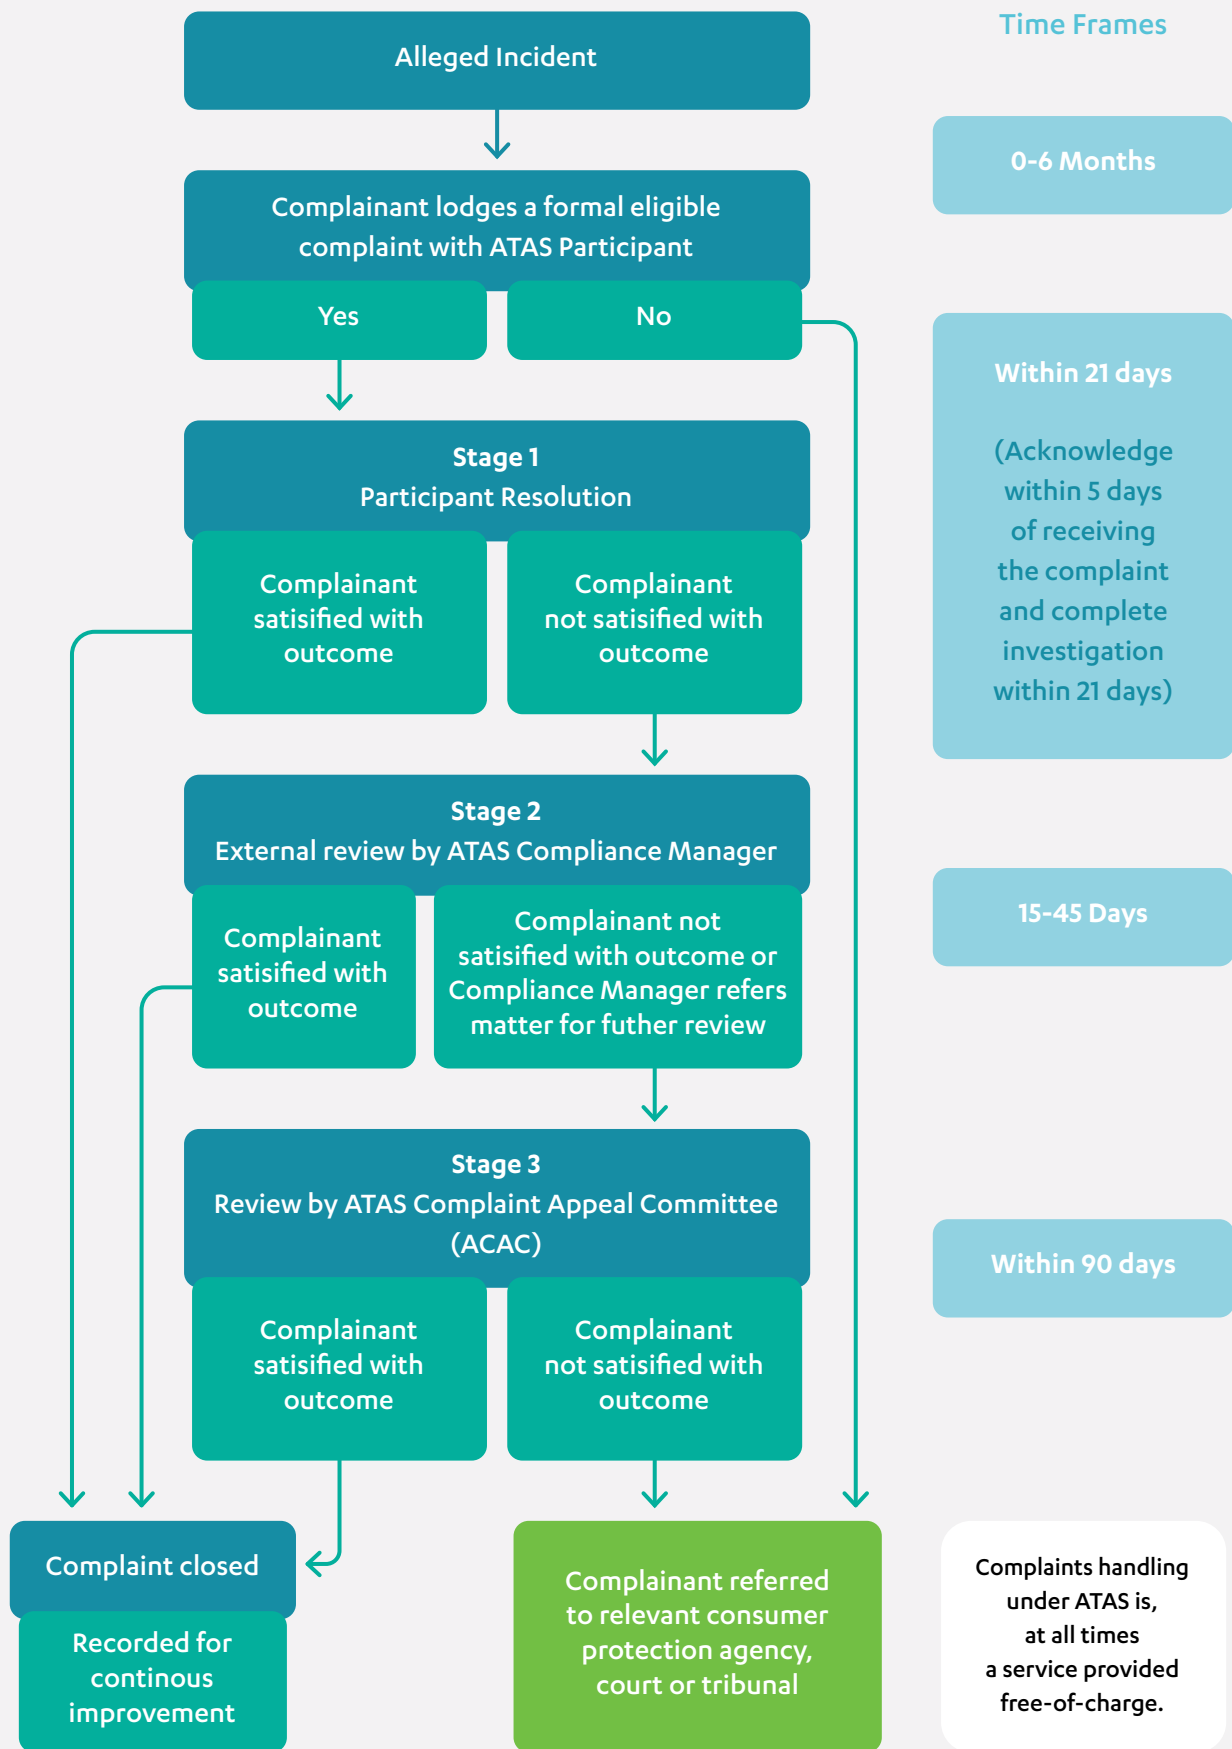 Time Frames
Alleged Incident
0-6 Months
Complainant lodges a formal eligible
complaint with ATAS Participant
Yes
No
Within 21 days
(Acknowledge
within 5 days
of receiving
the complaint
and complete
investigation
within 21 days)
Stage 1
Participant Resolution
Complainant
satisified with
outcome
Complainant
not satisified with
outcome
Stage 2
External review by ATAS Compliance Manager
15-45 Days
Complainant
satisified with
outcome
Complainant not
satisified with outcome or
Compliance Manager refers
matter for futher review
Stage 3
Review by ATAS Complaint Appeal Committee
(ACAC)
Within 90 days
Complainant
satisified with
outcome
Complainant
not satisified with
outcome
Complaint closed
Recorded for
continous
improvement
Complainant referred
to relevant consumer
protection agency,
court or tribunal
Complaints handling
under ATAS is,
at all times
a service provided
free-of-charge.